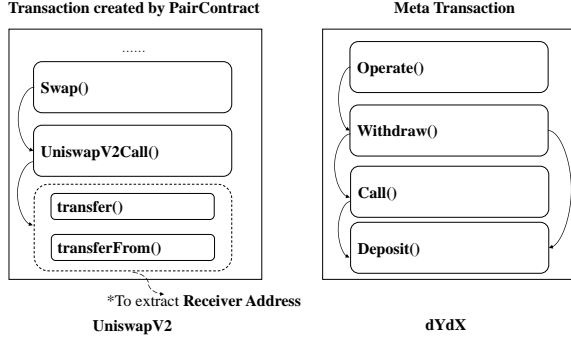 Transaction created by PairContract
......
Swap()
UniswapV2Call()
transfer()
transferFrom()
*To extract Receiver Address
UniswapV2
Meta Transaction
Operate()
Withdraw()
Call()
Deposit()
dYdX